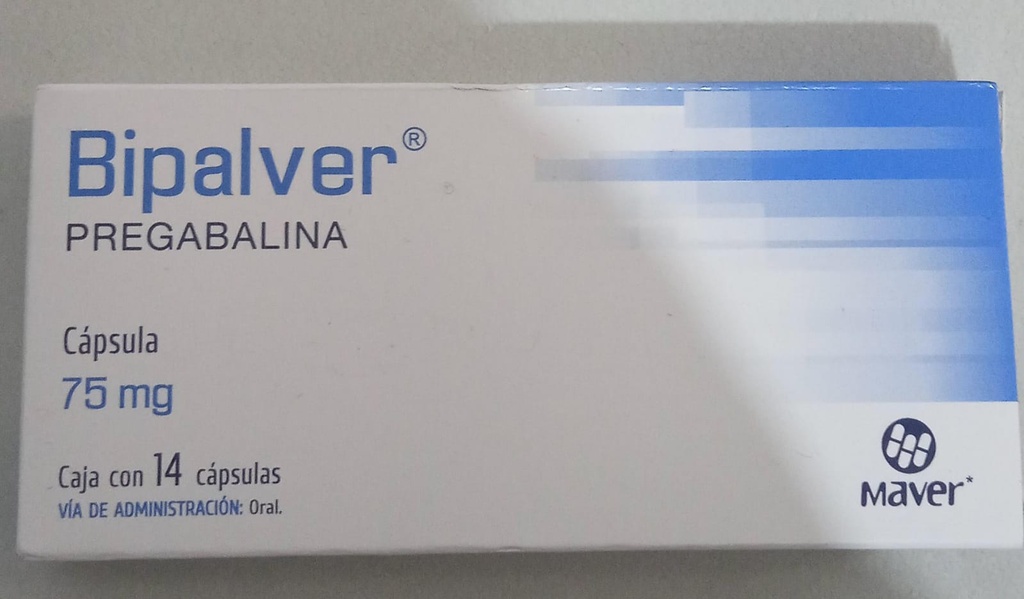 Bipalver®
PREGABALINA
Cápsula
75 mg
Caja con 14 cápsulas
VÍA DE ADMINISTRACIÓN: Oral.
Maver*